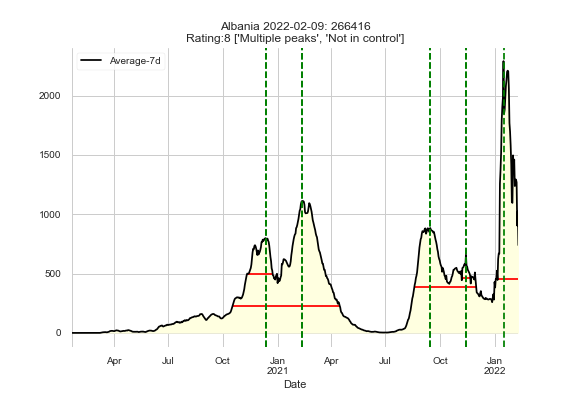 Albania 2022-02-09: 266416
Rating:8 ['Multiple peaks', 'Not in control']
Average-7d
2000
1500
1000
500
0
Apr Jul Oct Jan Apr Jul Oct Jan
2021 2022
Date